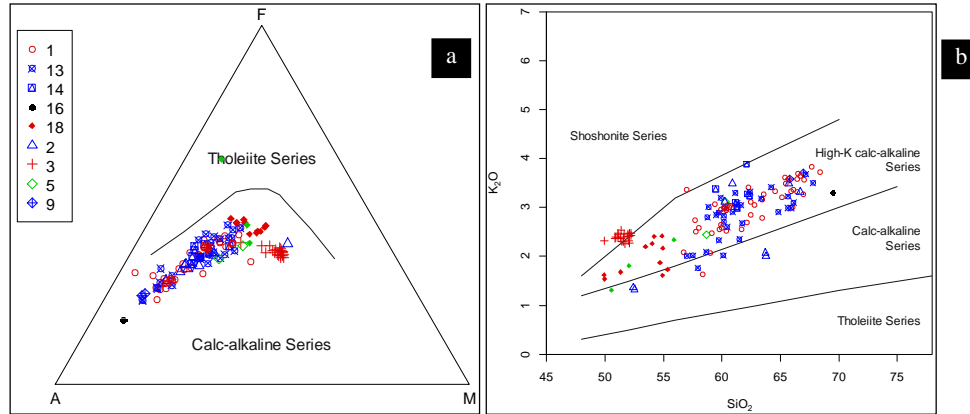 F
a
1
13
14
16
18
2
3
5
9
Tholeiite Series
Calc-alkaline Series
A
M
b
K2O
7
6
5
4
3
2
1
0
Shoshonite Series
High-K calc-alkaline
Series
Calc-alkaline
Series
Tholeiite Series
45
50
55
60
65
70
75
SiO2